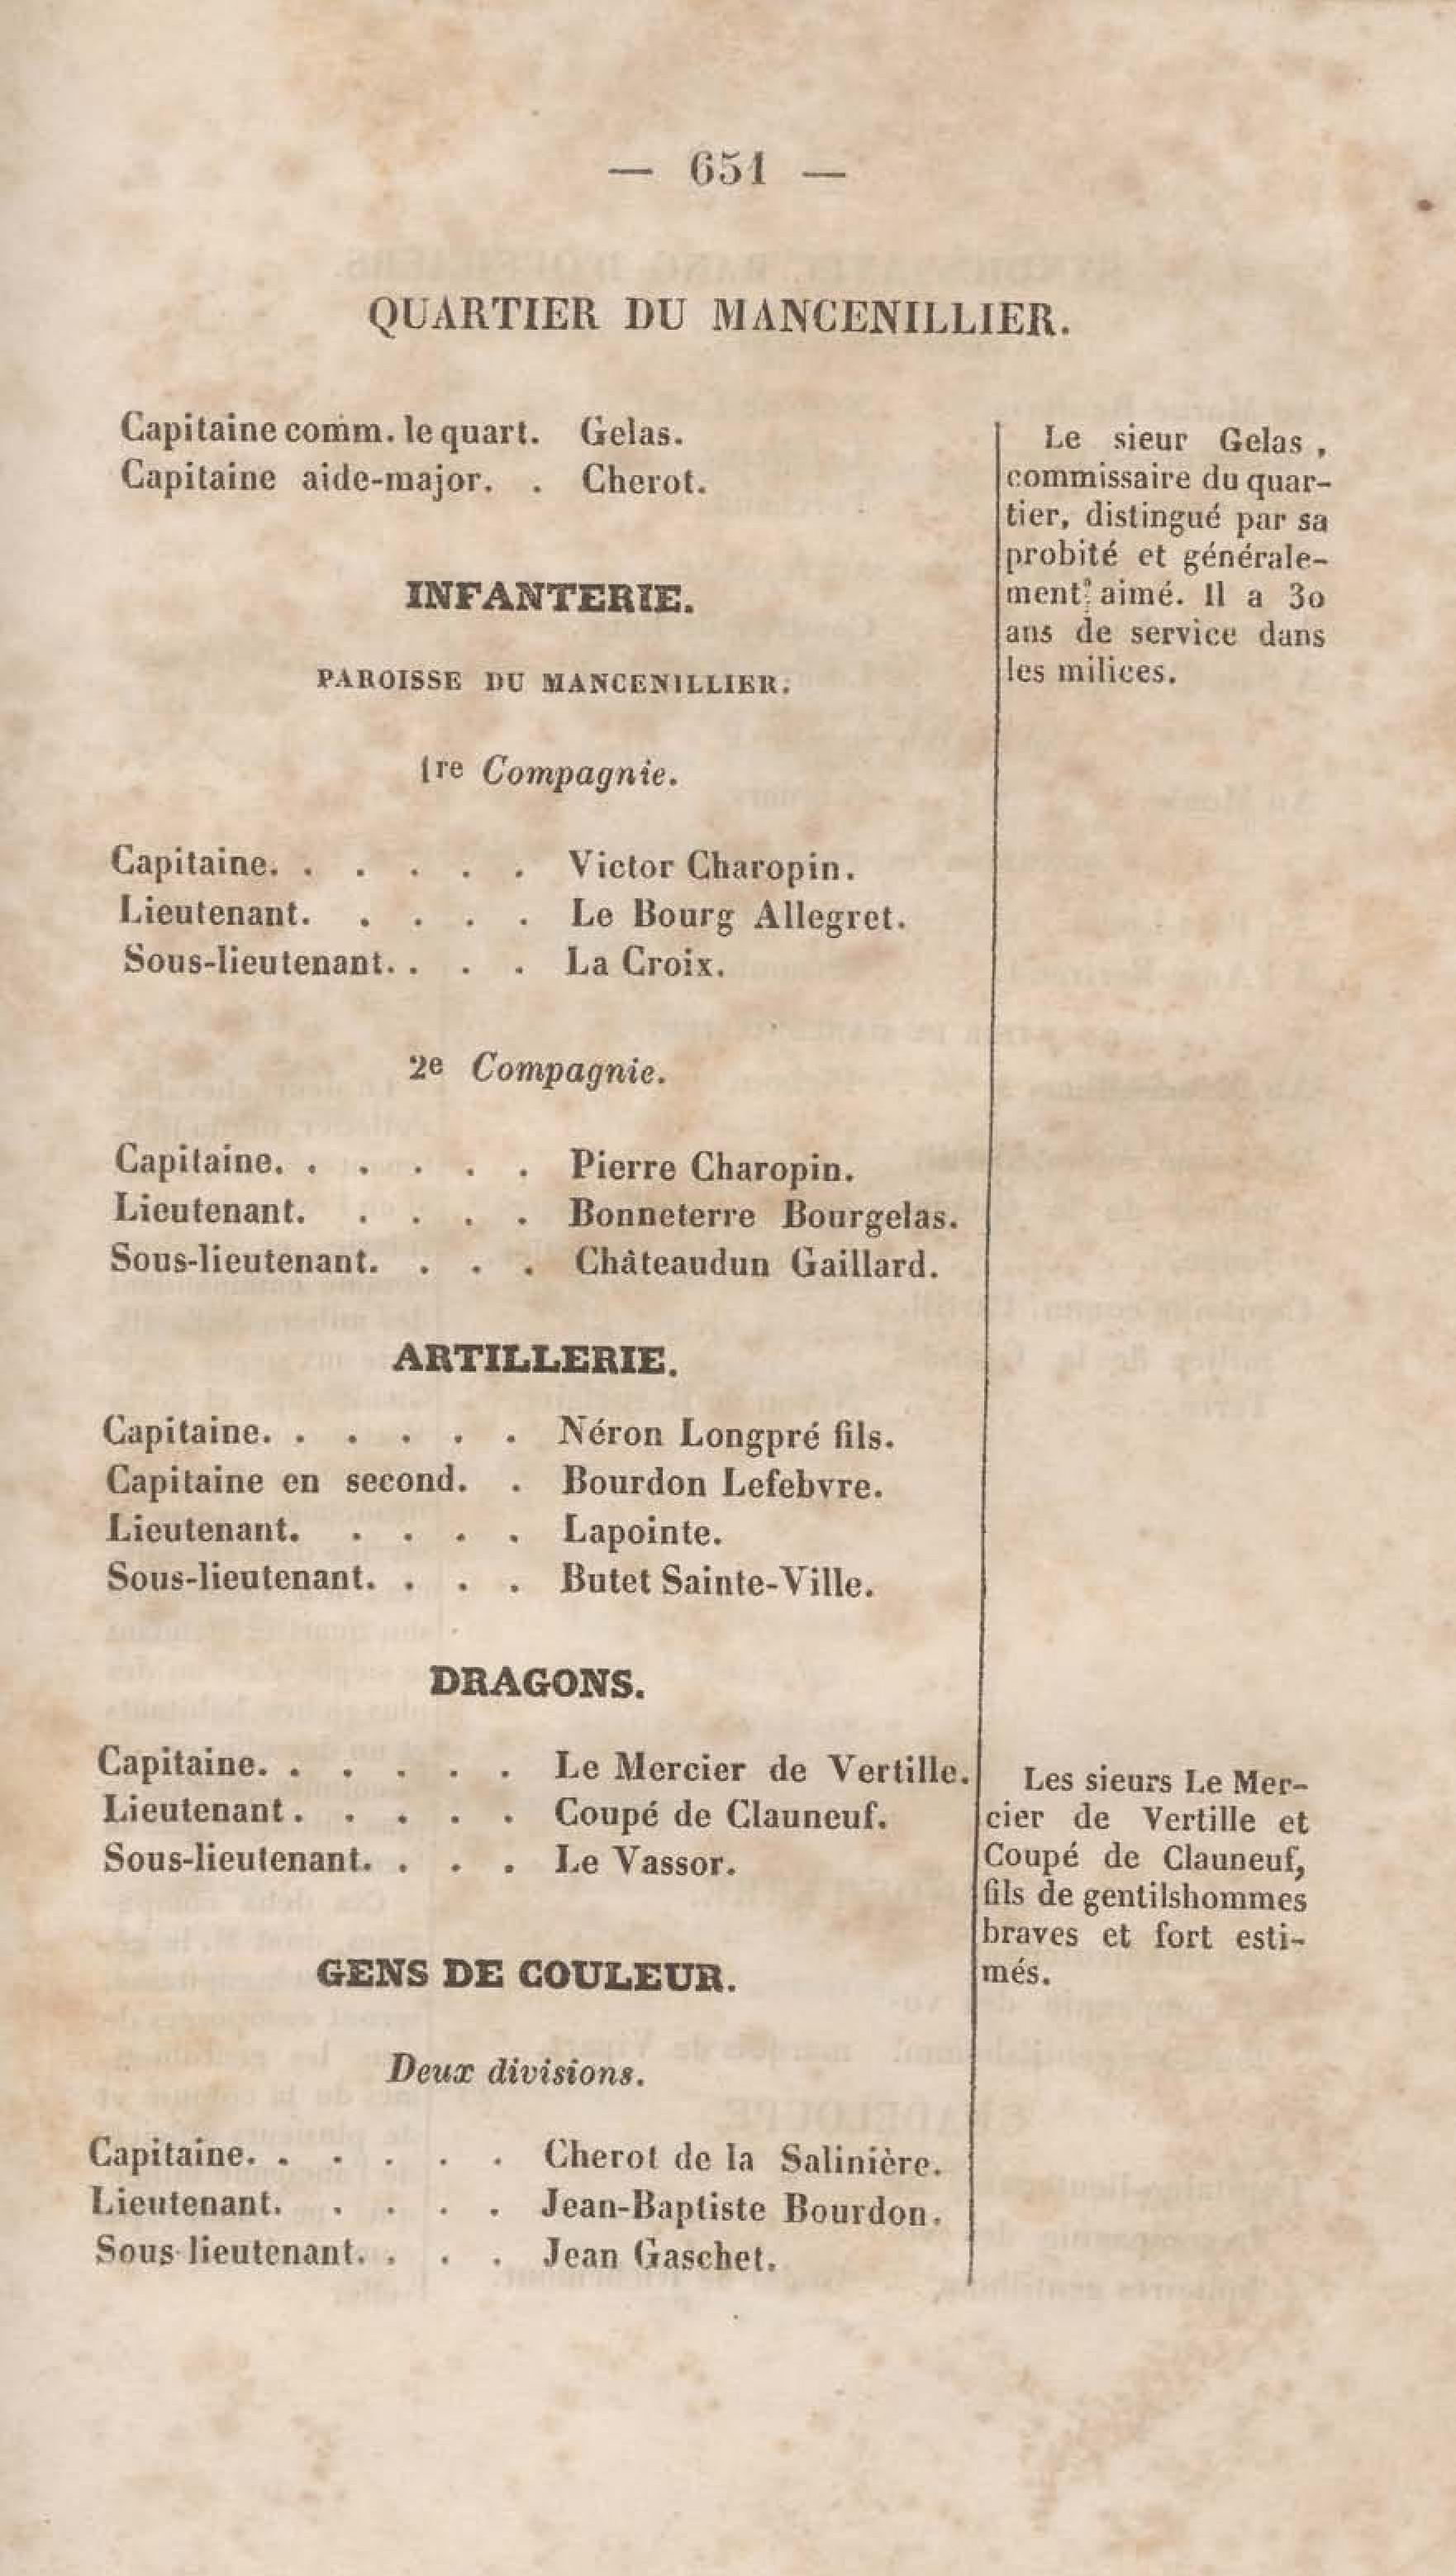 — 651 —
QUARTIER DU MANCENILLIER.
Capitaine comm. le quart. Gelas.
Capitaine aide-major. . Cherot.
Le sieur Gelas,
commissaire du quar-
tier, distingué par sa
probité et générale-
ment aimé. Il a 30
ans de service dans
les milices.
INFANTERIE.
PAROISSE DU MANCENILLIER.
1re Compagnie.
Capitaine. . . . . . Victor Charopin.
Lieutenant. . . . . Le Bourg Allegret.
Sous-lieutenant. . . . La Croix.
2e Compagnie.
Capitaine. . . . . . Pierre Charopin.
Lieutenant. . . . . Bonneterre Bourgelas.
Sous-lieutenant. . . . Châteaudun Gaillard.
ARTILLERIE.
Capitaine. . . . . . Néron Longpré fils.
Capitaine en second. . Bourdon Lefebvre.
Lieutenant. . . . . Lapointe.
Sous-lieutenant. . . . Butet Sainte-Ville.
DRAGONS.
Capitaine. . . . . . Le Mercier de Vertille.
Lieutenant. . . . . Coupé de Clauneuf.
Sous-lieutenant. . . . Le Vassor.
Les sieurs Le Mer-
cier de Vertille et
Coupé de Clauneuf,
fils de gentilshommes
braves et fort esti-
més.
GENS DE COULEUR.
Deux divisions.
Capitaine. . . . . . Cherot de la Salinière.
Lieutenant. . . . . Jean-Baptiste Bourdon.
Sous-lieutenant. . . . Jean Gaschet.